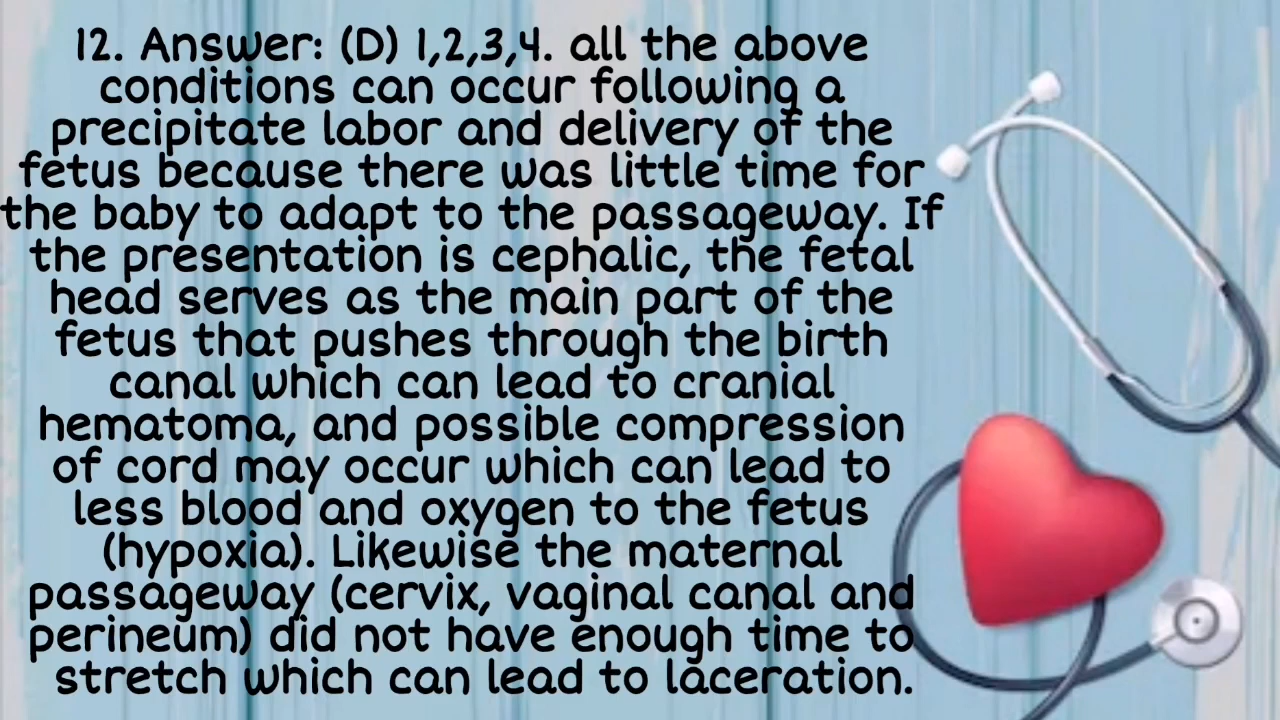 12. Answer: (D) 1,2,3,4. all the above
conditions can occur following a
precipitate labor and delivery of the
fetus because there was little time for
the baby to adapt to the passageway. If
the presentation is cephalic, the fetal
head serves as the main part of the
fetus that pushes through the birth
canal which can lead to cranial
hematoma, and possible compression
of cord may occur which can lead to
less blood and oxygen to the fetus
(hypoxia). Likewise the maternal
passageway (cervix, vaginal canal and
perineum) did not have enough time to
stretch which can lead to laceration.